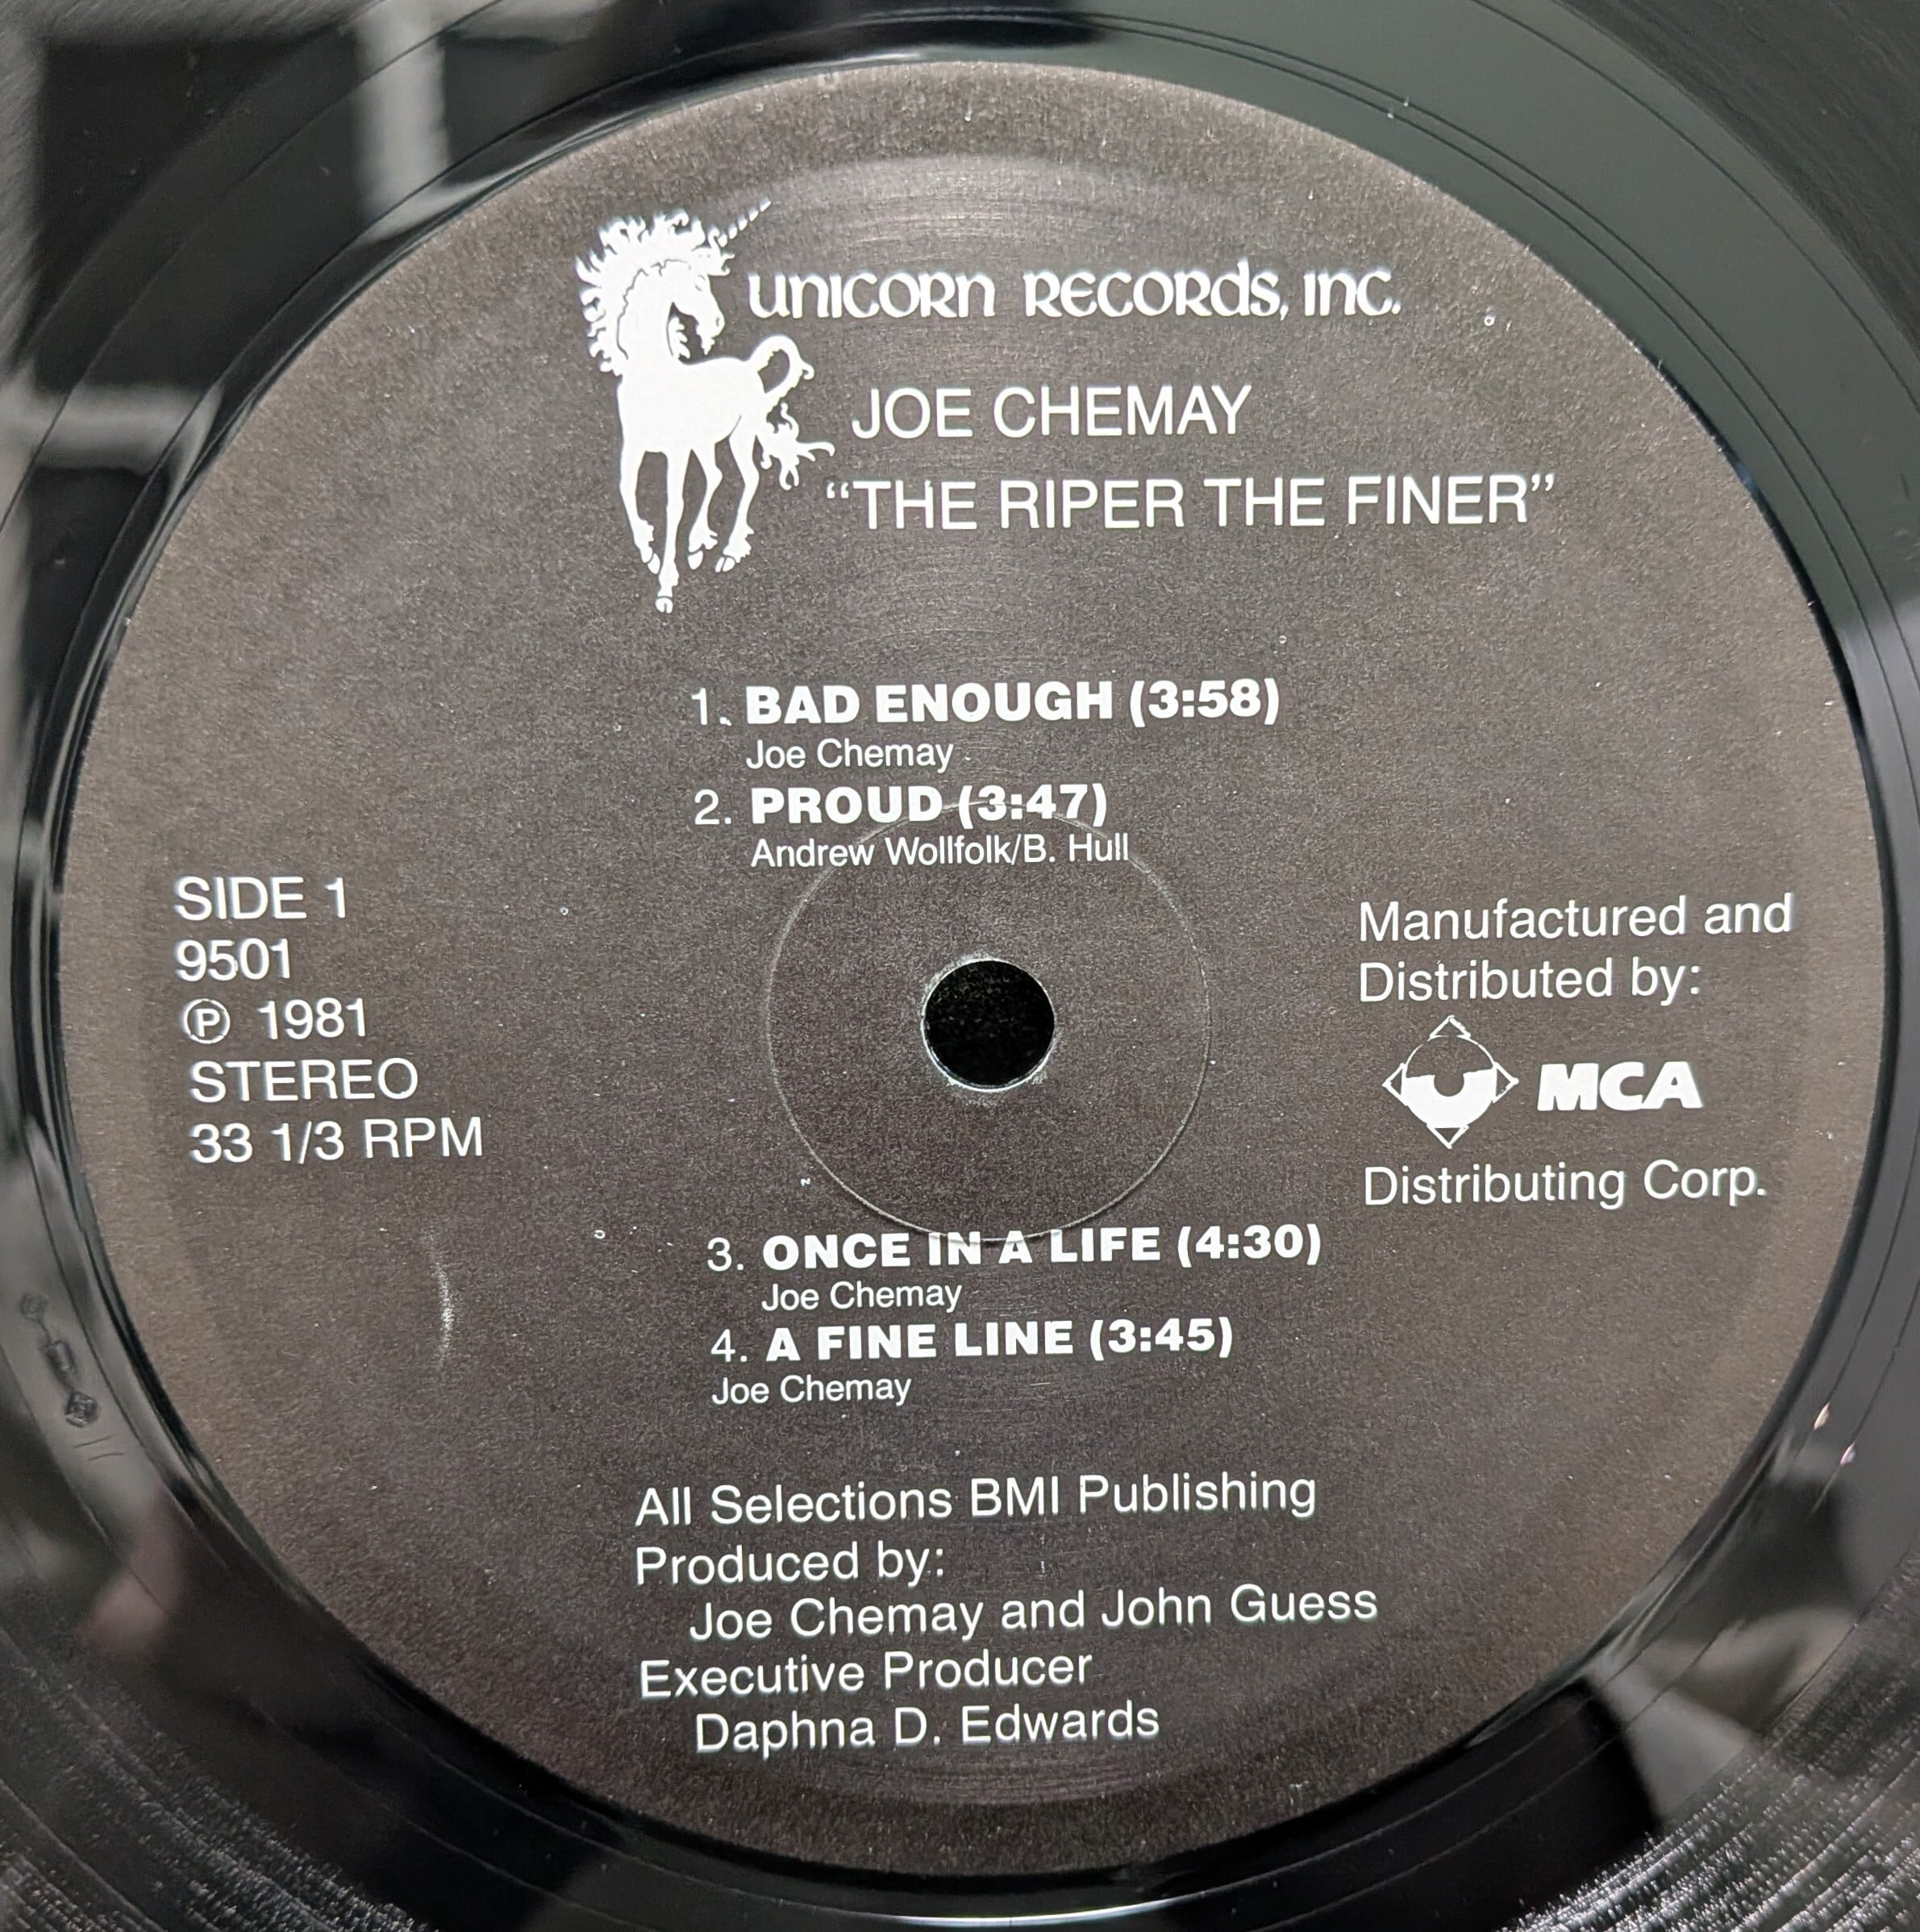 UNICORN RECORDS, INC.
JOE CHEMAY
“THE RIPER THE FINER”
1. BAD ENOUGH (3:58)
Joe Chemay
2. PROUD (3:47)
Andrew Wollfolk/B. Hull
SIDE 1
9501
Ⓟ 1981
STEREO
33 1/3 RPM
Manufactured and
Distributed by:
MCA
Distributing Corp.
3. ONCE IN A LIFE (4:30)
Joe Chemay
4. A FINE LINE (3:45)
Joe Chemay
All Selections BMI Publishing
Produced by:
Joe Chemay and John Guess
Executive Producer
Daphna D. Edwards